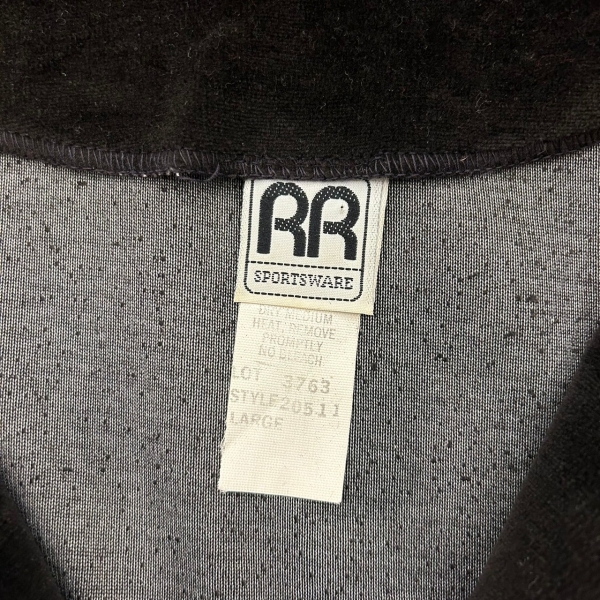 RR
SPORTSWARE
DRY MEDIUM
HEAT, REMOVE
PROMPTLY
NO BLEACH
LOT 3763
STYLE 20511
LARGE